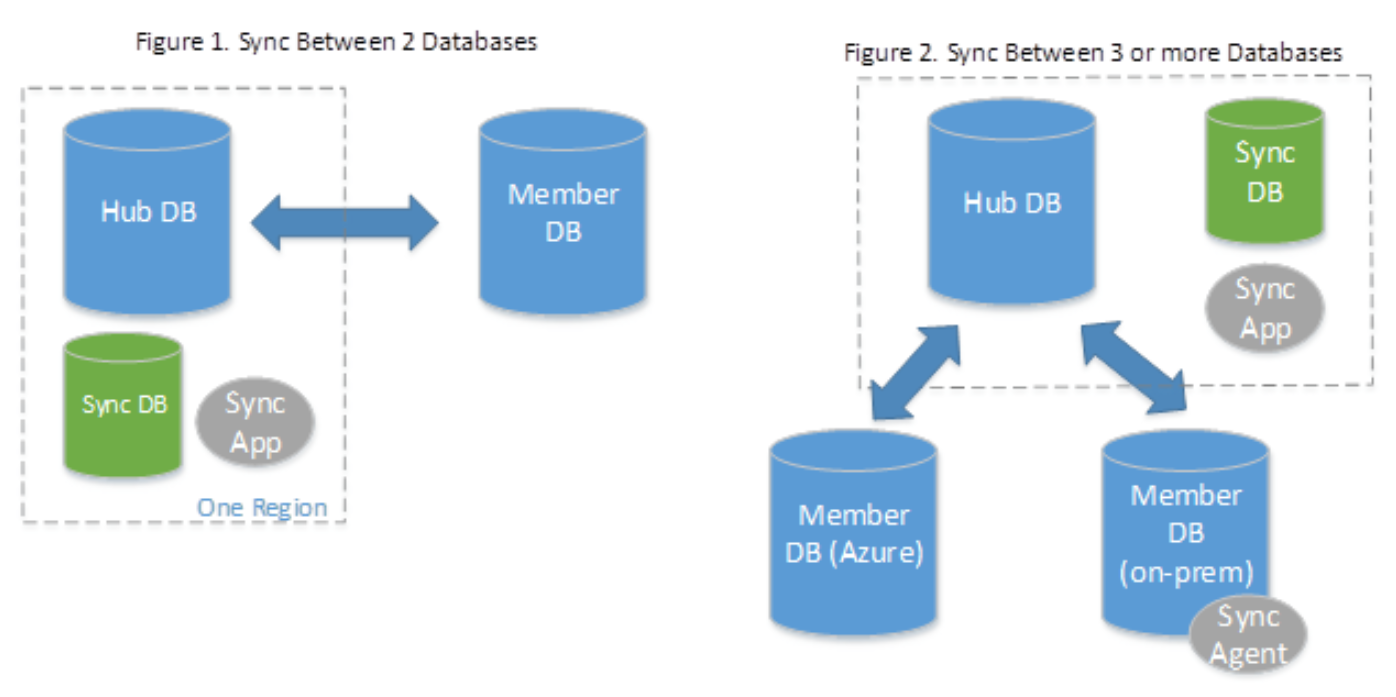 Figure 1. Sync Between 2 Databases
Hub DB
Member
DB
Sync DB
Sync
App
One Region
Figure 2. Sync Between 3 or more Databases
Hub DB
Sync
DB
Sync
App
Member
DB (Azure)
Member
DB
(on-prem)
Sync
Agent